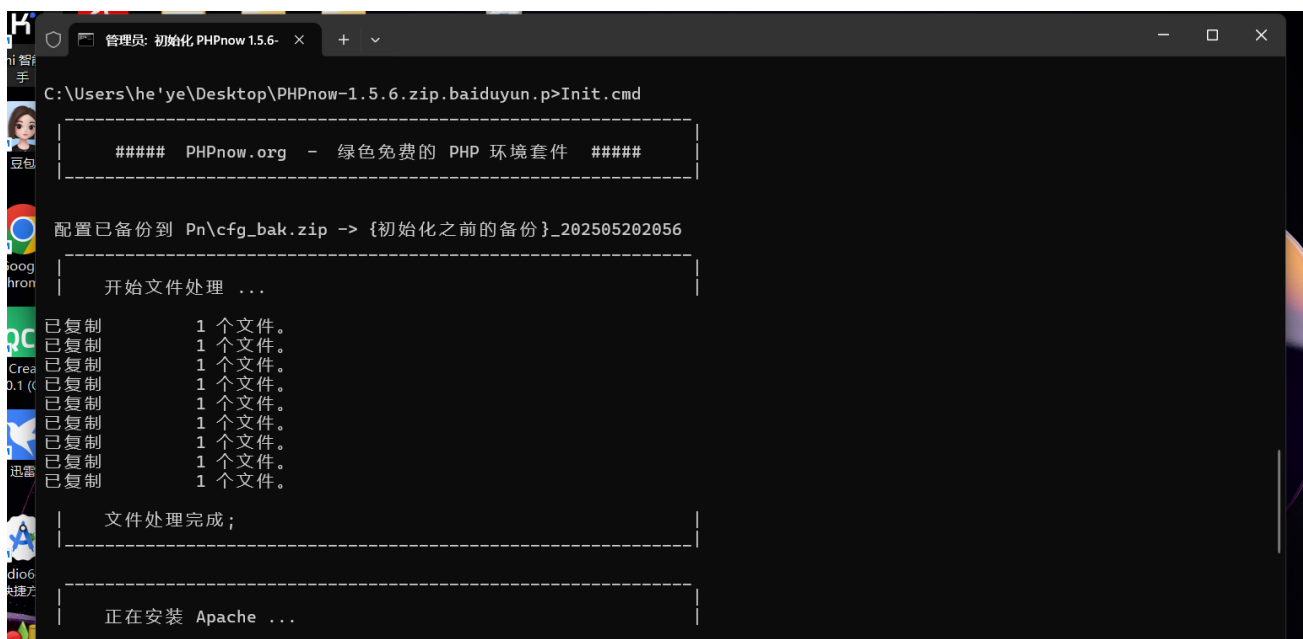 管理员: 初始化 PHPnow 1.5.6-
C:\Users\he'ye\Desktop\PHPnow-1.5.6.zip.baiduyun.p>Init.cmd
##### PHPnow.org - 绿色免费的 PHP 环境套件 #####
配置已备份到 Pn\cfg_bak.zip -> {初始化之前的备份}_202505202056
开始文件处理 ...
已复制         1 个文件。
已复制         1 个文件。
已复制         1 个文件。
已复制         1 个文件。
已复制         1 个文件。
已复制         1 个文件。
已复制         1 个文件。
已复制         1 个文件。
已复制         1 个文件。
文件处理完成;
正在安装 Apache ...
手
豆包
迅雷